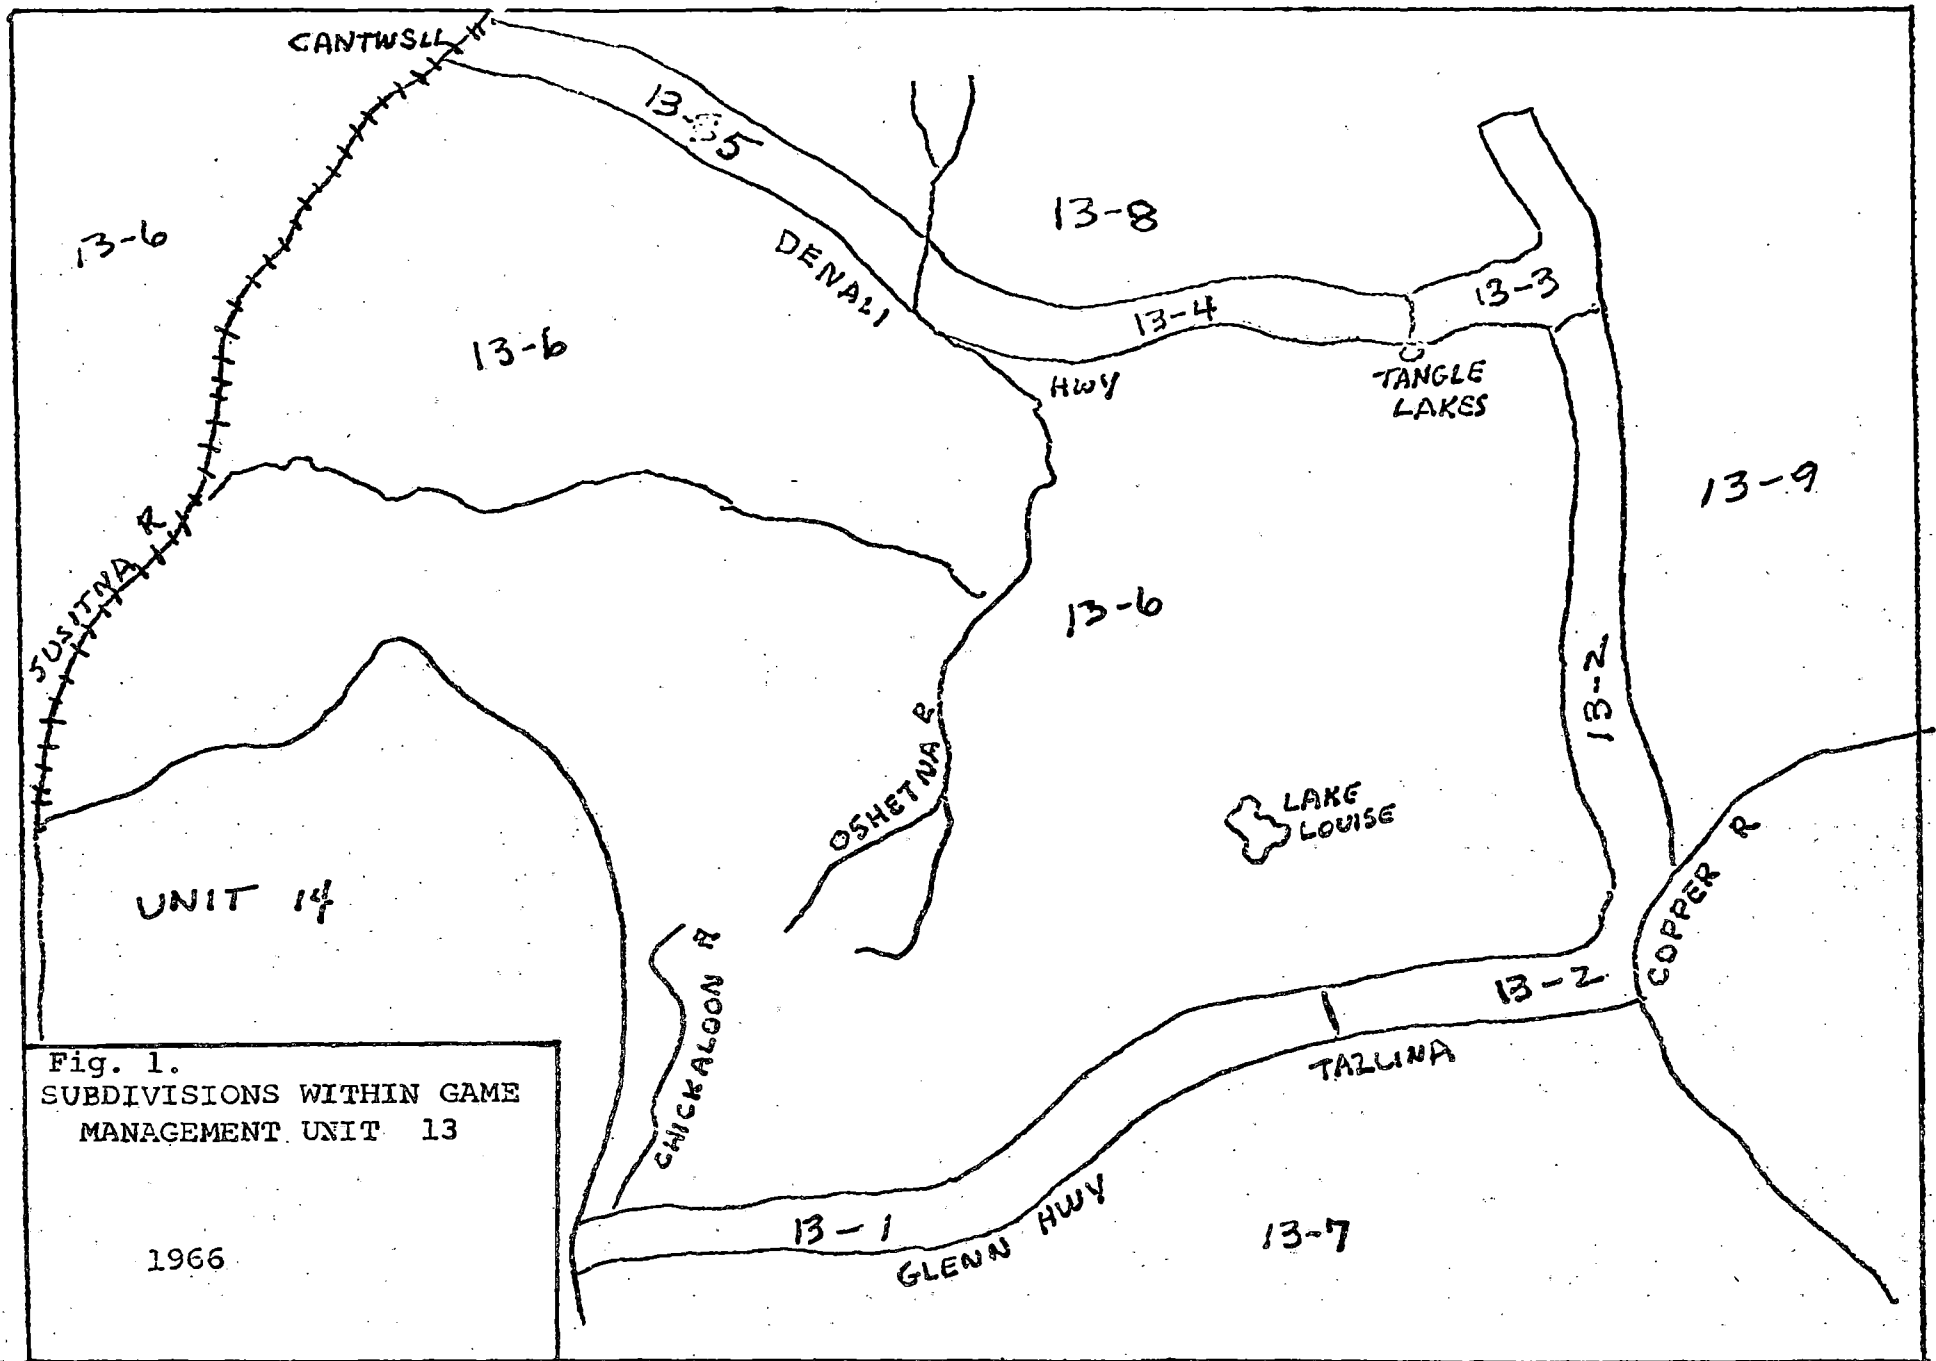 CANTWSLL
13-5
13-8
13-6
DENALI
13-3
13-4
13-6
HWY
TANGLE
LAKES
13-9
SUSITNA R
13-6
13-2
OSHETNA R
LAKE
LOUISE
COPPER R
UNIT 14
CHICKALOON R
13-2
TAZLINA
Fig. 1.
SUBDIVISIONS WITHIN GAME
MANAGEMENT UNIT 13
1966
13-1
GLENN HWY
13-7